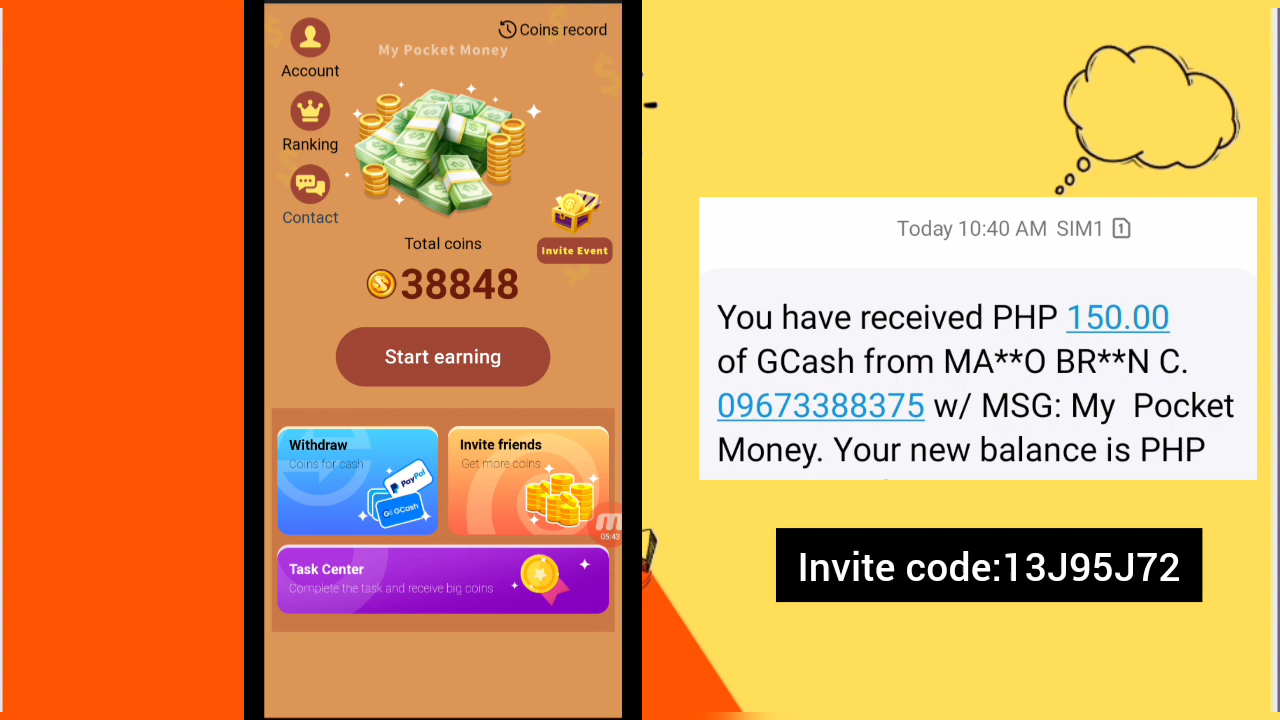 Account
Ranking
Contact
Coins record
My Pocket Money
Invite Event
Total coins
38848
Start earning
Withdraw
Coins for cash
PayPal
GCash
Invite friends
Get more coins
05:43
Task Center
Complete the task and receive big coins
Today 10:40 AM SIM1 1
You have received PHP 150.00
of GCash from MA**O BR**N C.
09673388375 w/ MSG: My Pocket
Money. Your new balance is PHP
Invite code:13J95J72